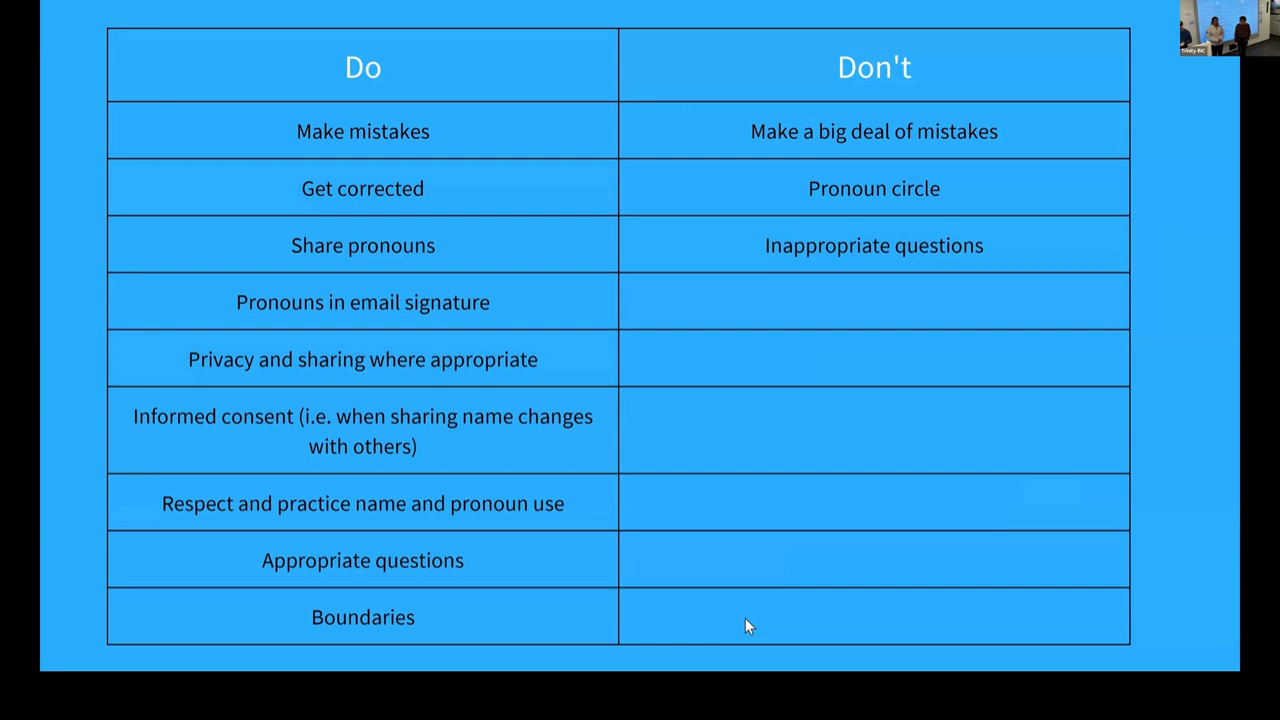 Do
Don't
Make mistakes
Make a big deal of mistakes
Get corrected
Pronoun circle
Share pronouns
Inappropriate questions
Pronouns in email signature
Privacy and sharing where appropriate
Informed consent (i.e. when sharing name changes
with others)
Respect and practice name and pronoun use
Appropriate questions
Boundaries
Trinity-BIC